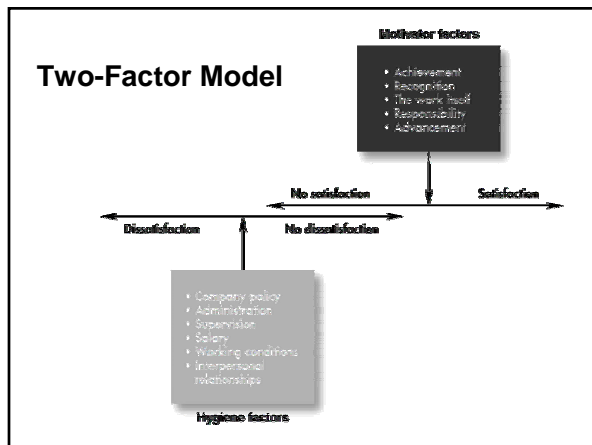 Motivator factors
Two-Factor Model
• Achievement
• Recognition
• The work itself
• Responsibility
• Advancement
No satisfaction
Satisfaction
Dissatisfaction
No dissatisfaction
• Company policy
• Administration
• Supervision
• Salary
• Working conditions
• Interpersonal
relationships
Hygiene factors